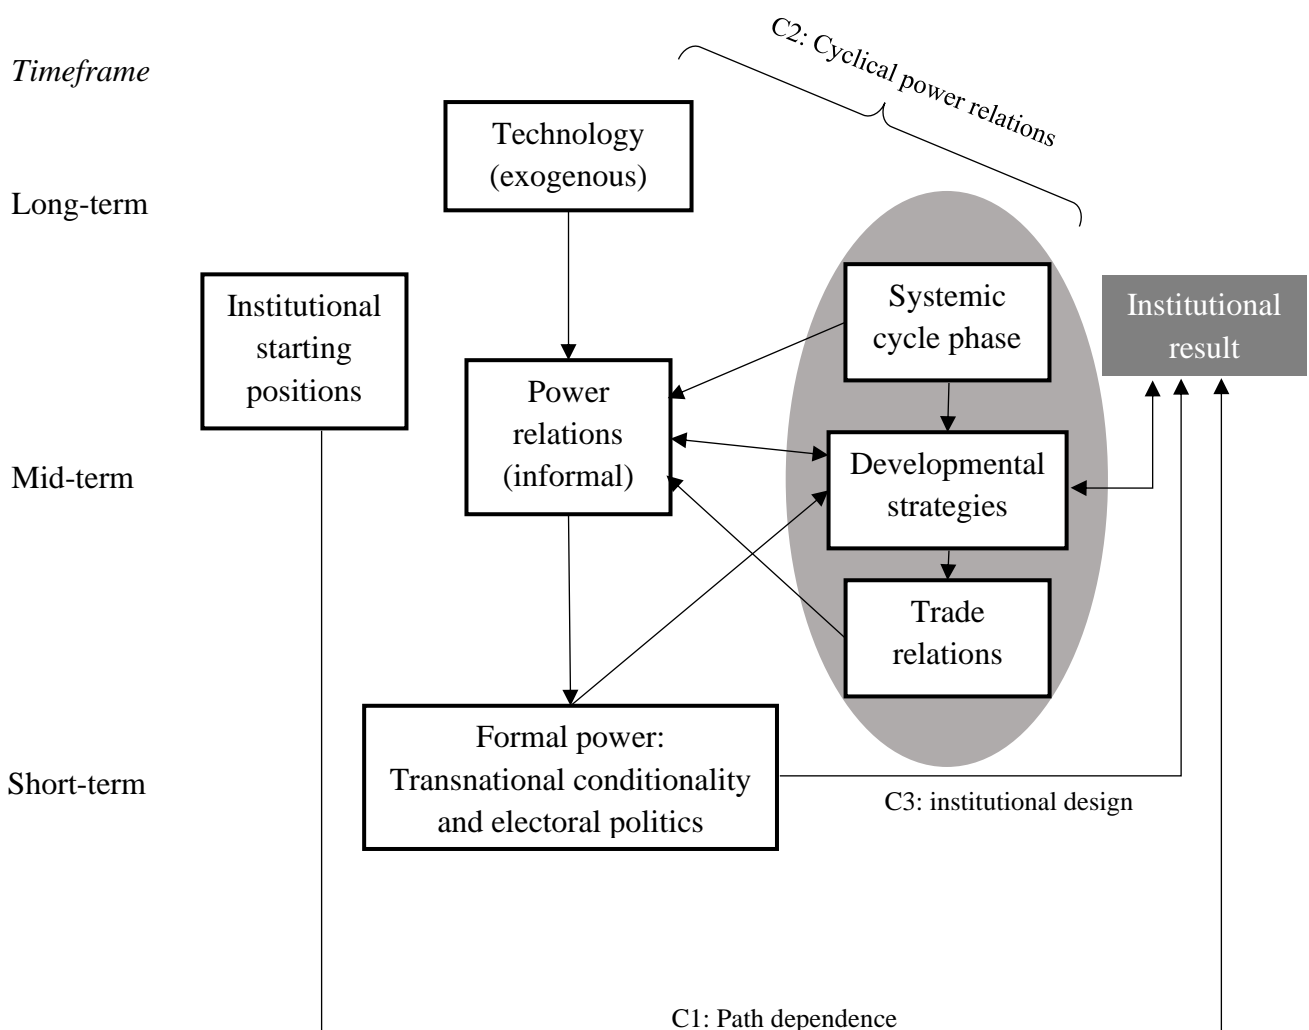 C2: Cyclical power relations
Timeframe
Technology
(exogenous)
Long-term
Institutional
starting
positions
Systemic
cycle phase
Institutional
result
Power
relations
(informal)
Mid-term
Developmental
strategies
Trade
relations
Formal power:
Transnational conditionality
and electoral politics
Short-term
C3: institutional design
C1: Path dependence